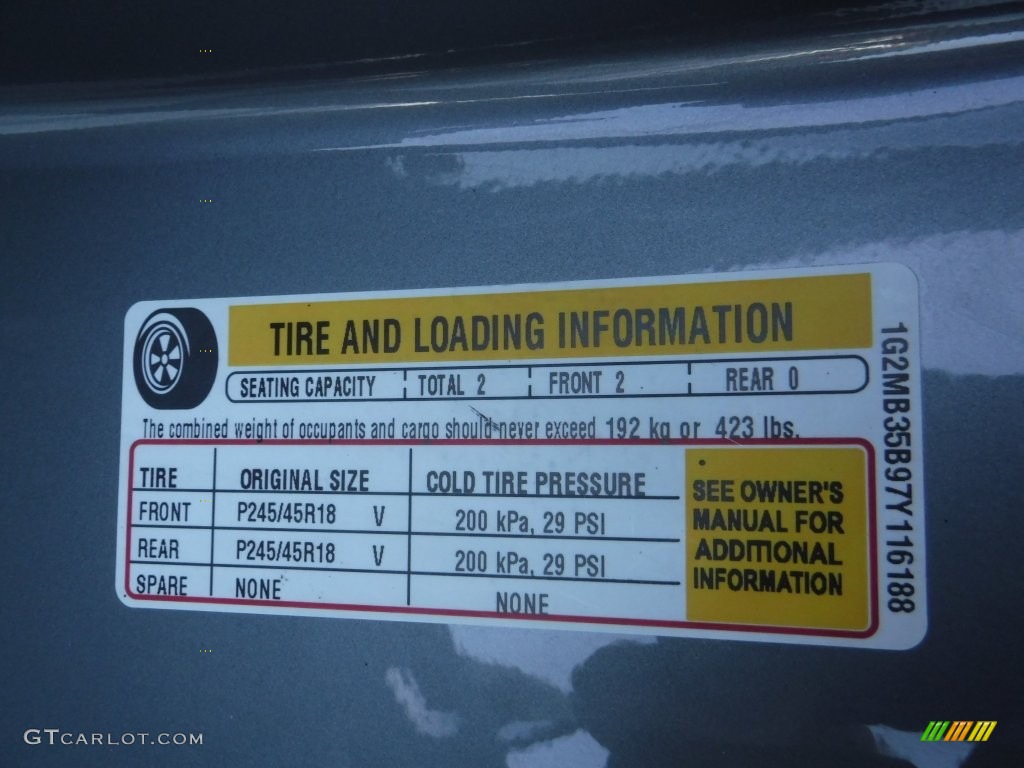 TIRE AND LOADING INFORMATION
SEATING CAPACITY TOTAL 2 FRONT 2 REAR 0
The combined weight of occupants and cargo should never exceed 192 kg or 423 lbs.
TIRE ORIGINAL SIZE COLD TIRE PRESSURE
FRONT P245/45R18 V 200 kPa, 29 PSI
REAR P245/45R18 V 200 kPa, 29 PSI
SPARE NONE NONE
SEE OWNER'S
MANUAL FOR
ADDITIONAL
INFORMATION
1G2MB35B97Y116188
GTCARLOT.COM